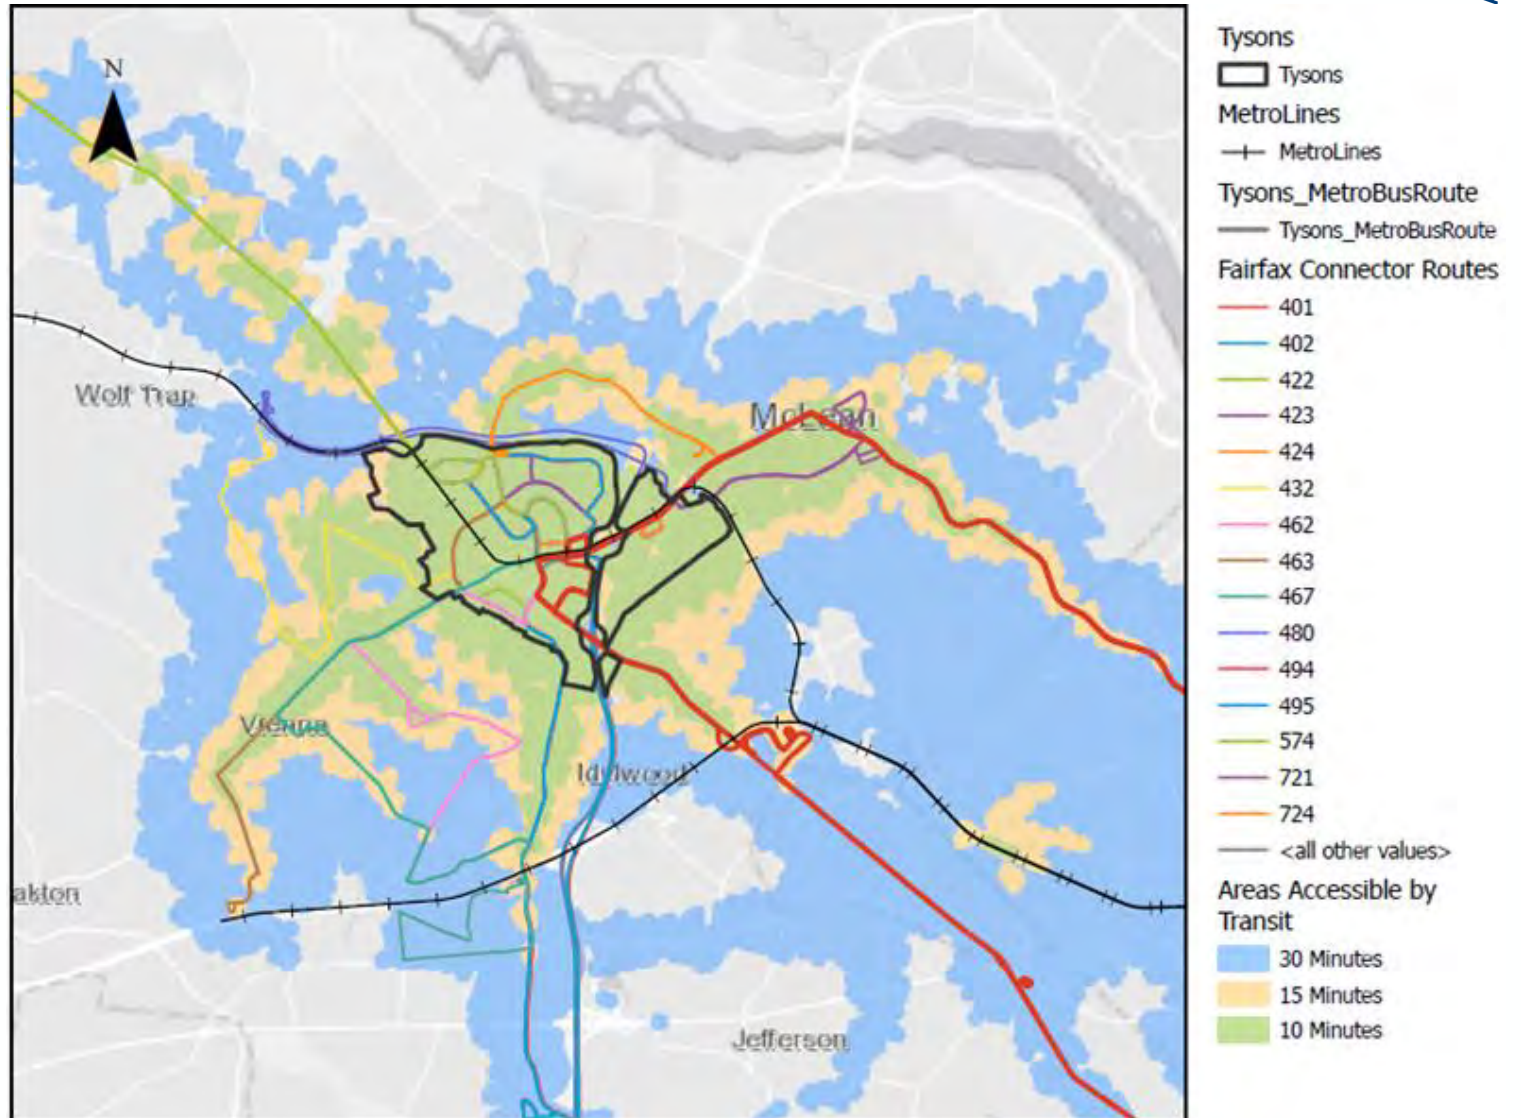 N
Wolf Trap
McLean
Vienna
Idylwood
akton
Jefferson
Tysons
Tysons
MetroLines
MetroLines
Tysons_MetroBusRoute
Tysons_MetroBusRoute
Fairfax Connector Routes
401
402
422
423
424
432
462
463
467
480
494
495
574
721
724
<all other values>
Areas Accessible by
Transit
30 Minutes
15 Minutes
10 Minutes